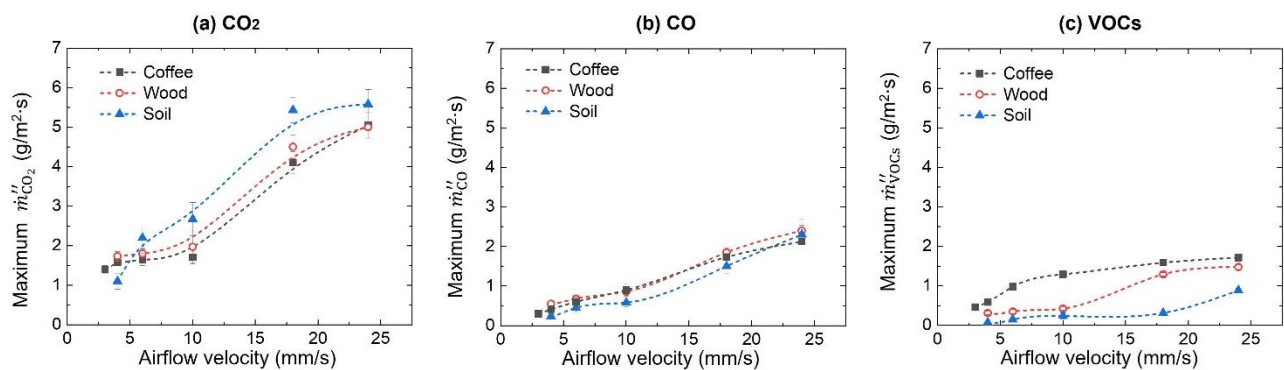 (a) CO₂
Maximum ṁ″CO₂ (g/m²·s)
7
6
5
4
3
2
1
0
Coffee
Wood
Soil
0 5 10 15 20 25
Airflow velocity (mm/s)
(b) CO
Maximum ṁ″CO (g/m²·s)
7
6
5
4
3
2
1
0
Coffee
Wood
Soil
0 5 10 15 20 25
Airflow velocity (mm/s)
(c) VOCs
Maximum ṁ″VOCs (g/m²·s)
7
6
5
4
3
2
1
0
Coffee
Wood
Soil
0 5 10 15 20 25
Airflow velocity (mm/s)